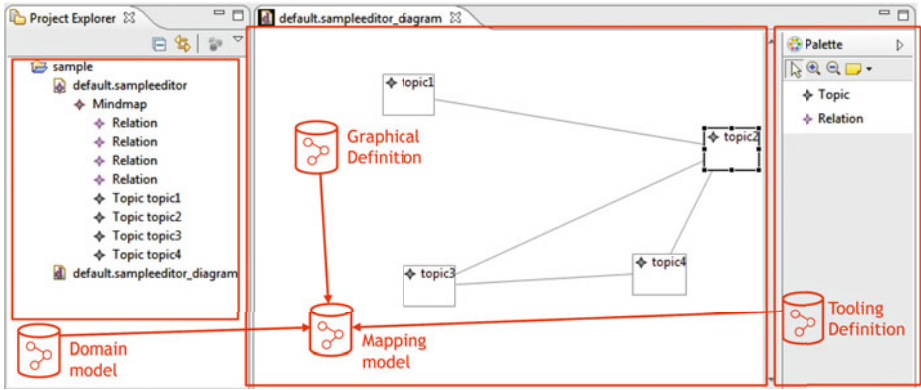 Project Explorer
sample
default.sampleeditor
Mindmap
Relation
Relation
Relation
Relation
Topic topic1
Topic topic2
Topic topic3
Topic topic4
default.sampleeditor_diagram
Domain
model
default.sampleeditor_diagram
topic1
topic2
Graphical
Definition
topic3
topic4
Mapping
model
Palette
Topic
Relation
Tooling
Definition